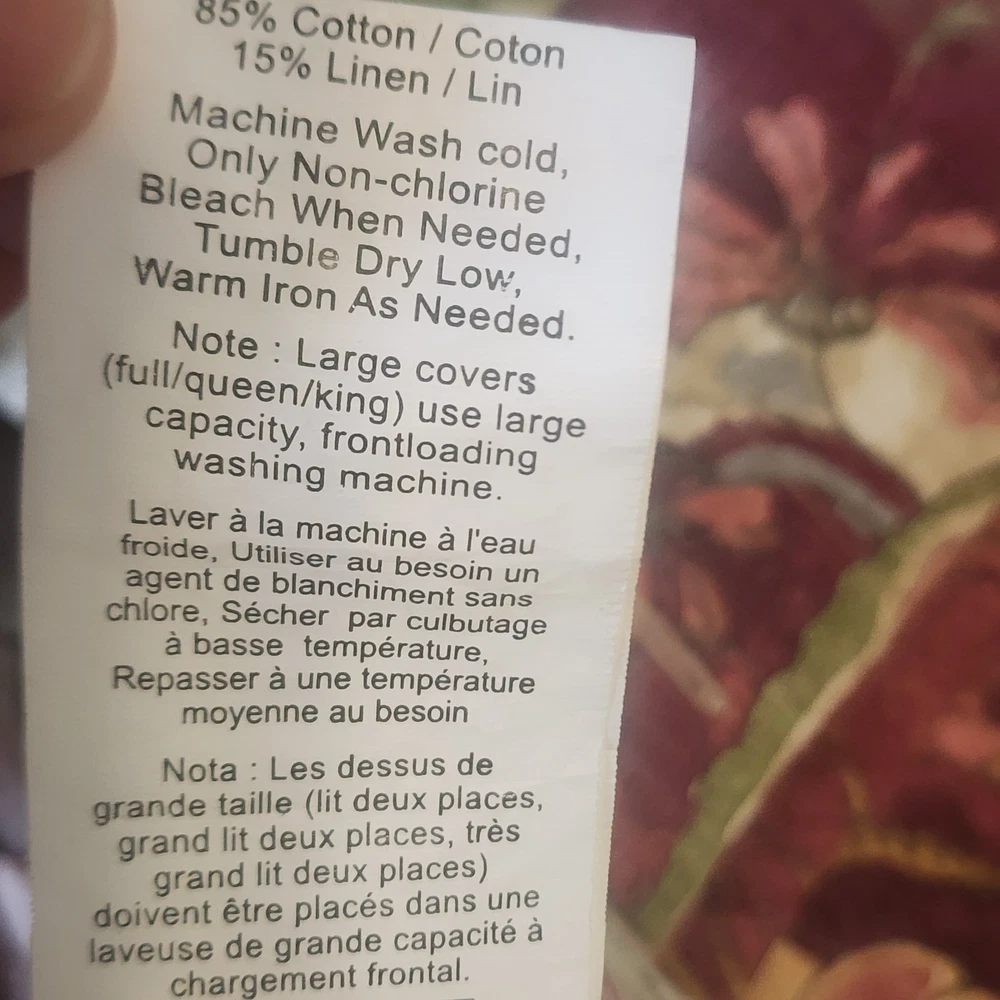 85% Cotton / Coton
15% Linen / Lin
Machine Wash cold,
Only Non-chlorine
Bleach When Needed,
Tumble Dry Low,
Warm Iron As Needed.
Note : Large covers
(full/queen/king) use large
capacity, frontloading
washing machine.
Laver à la machine à l'eau
froide, Utiliser au besoin un
agent de blanchiment sans
chlore, Sécher par culbutage
à basse température,
Repasser à une température
moyenne au besoin
Nota : Les dessus de
grande taille (lit deux places,
grand lit deux places, très
grand lit deux places)
doivent être placés dans une
laveuse de grande capacité à
chargement frontal.